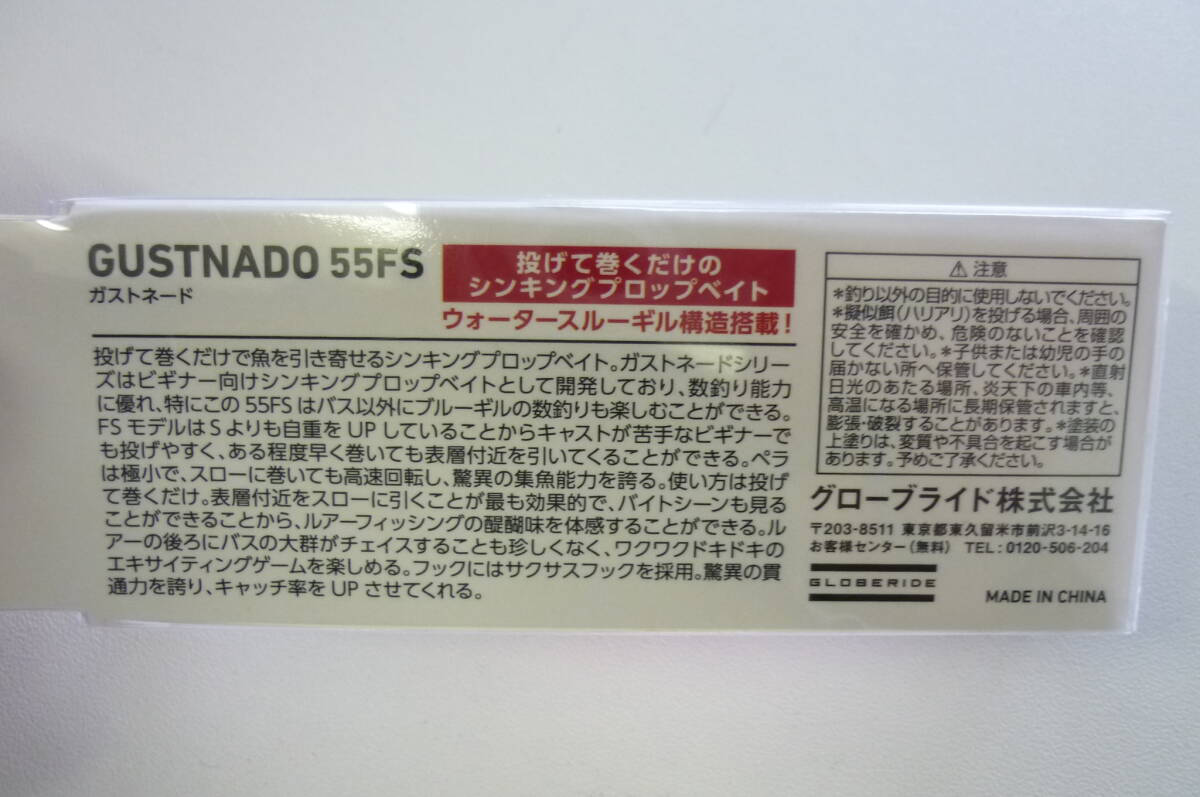 GUSTNADO 55FS
ガストネード
投げて巻くだけの
シンキングプロップベイト
ウォータースルーギル構造搭載!
投げて巻くだけで魚を引き寄せるシンキングプロップベイト。ガストネードシリー
ズはビギナー向けシンキングプロップベイトとして開発しており、数釣り能力
に優れ、特にこの55FSはバス以外にブルーギルの数釣りも楽しむことができる。
FSモデルはSよりも自重をUPしていることからキャストが苦手なビギナーで
も投げやすく、ある程度早く巻いても表層付近を引いてくることができる。ペラ
は極小で、スローに巻いても高速回転し、驚異の集魚能力を誇る。使い方は投げ
て巻くだけ。表層付近をスローに引くことが最も効果的で、バイトシーンも見る
ことができることから、ルアーフィッシングの醍醐味を体感することができる。ル
アーの後ろにバスの大群がチェイスすることも珍しくなく、ワクワクドキドキの
エキサイティングゲームを楽しめる。フックにはサクサスフックを採用。驚異の貫
通力を誇り、キャッチ率をUPさせてくれる。
⚠注意
*釣り以外の目的に使用しないでください。
*擬似餌(ハリアリ)を投げる場合、周囲の
安全を確かめ、危険のないことを確認
してください。*子供または幼児の手の
届かない所へ保管してください。*直射
日光のあたる場所、炎天下の車内等、
高温になる場所に長期保管されますと、
膨張・破裂することがあります。*塗装の
上塗りは、変質や不具合を起こす場合が
あります。予めご了承ください。
グローブライド株式会社
〒203-8511 東京都東久留米市前沢3-14-16
お客様センター(無料) TEL:0120-506-204
GLOBERIDE
MADE IN CHINA